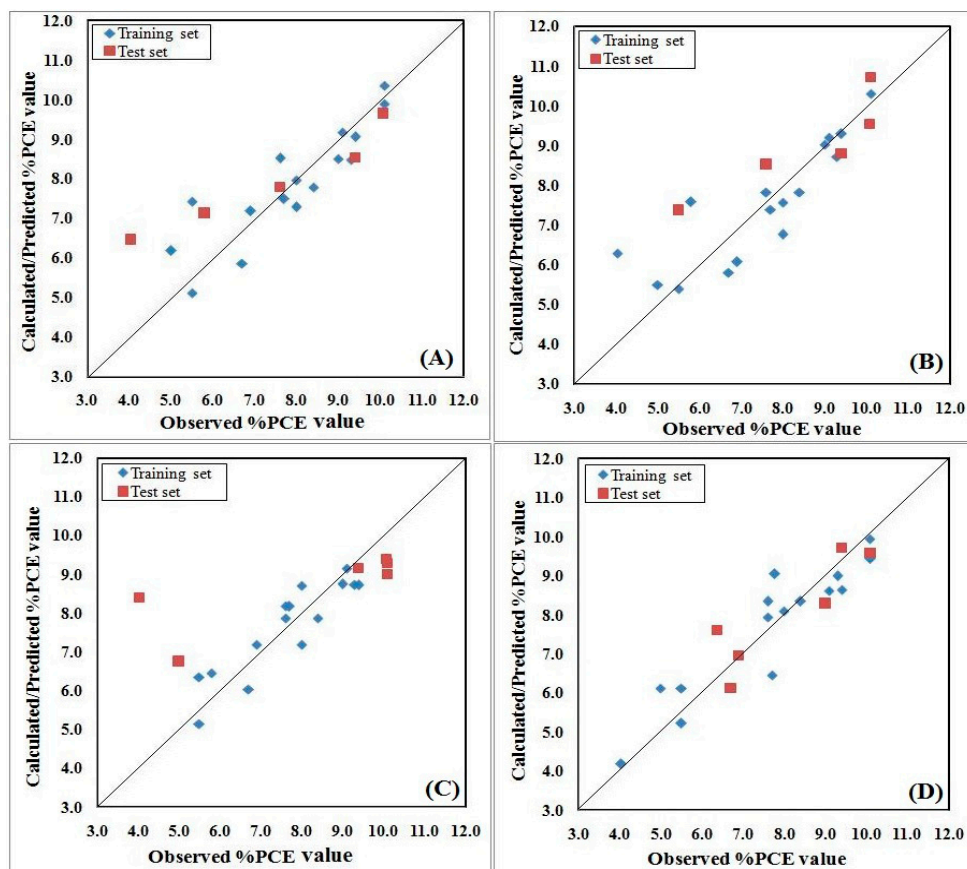 12.0
11.0
10.0
9.0
8.0
7.0
6.0
5.0
4.0
3.0
Calculated/Predicted %PCE value
Training set
Test set
(A)
3.0 4.0 5.0 6.0 7.0 8.0 9.0 10.0 11.0 12.0
Observed %PCE value
12.0
11.0
10.0
9.0
8.0
7.0
6.0
5.0
4.0
3.0
Calculated/Predicted %PCE value
Training set
Test set
(B)
3.0 4.0 5.0 6.0 7.0 8.0 9.0 10.0 11.0 12.0
Observed %PCE value
12.0
11.0
10.0
9.0
8.0
7.0
6.0
5.0
4.0
3.0
Calculated/Predicted %PCE value
Training set
Test set
(C)
3.0 4.0 5.0 6.0 7.0 8.0 9.0 10.0 11.0 12.0
Observed %PCE value
12.0
11.0
10.0
9.0
8.0
7.0
6.0
5.0
4.0
3.0
Calculated/Predicted %PCE value
Training set
Test set
(D)
3.0 4.0 5.0 6.0 7.0 8.0 9.0 10.0 11.0 12.0
Observed %PCE value